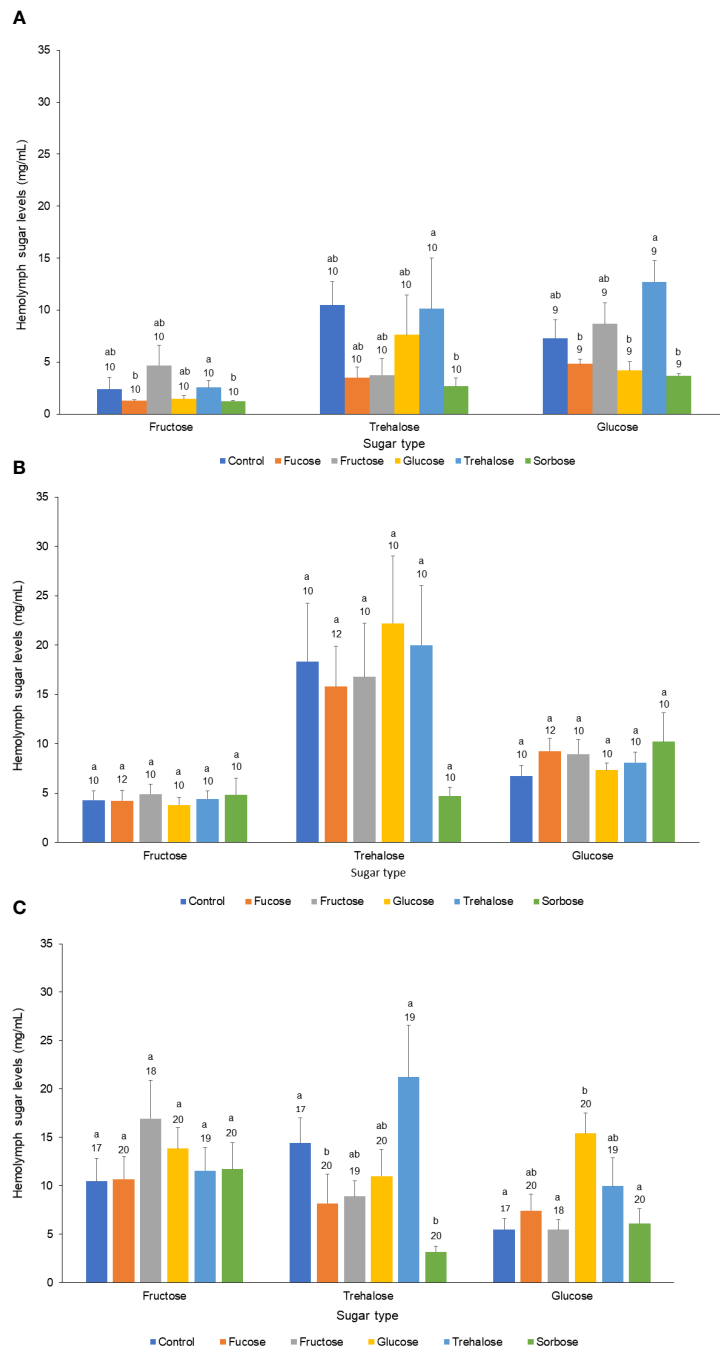 A
Hemolymph sugar levels (mg/mL)
35
30
25
20
15
10
5
0
ab
10
b
10
ab
10
ab
10
a
10
b
10
ab
10
ab
10
ab
10
ab
10
a
10
b
10
ab
9
b
9
ab
9
b
9
a
9
b
9
Fructose Trehalose Glucose
Sugar type
Control Fucose Fructose Glucose Trehalose Sorbose
B
Hemolymph sugar levels (mg/mL)
35
30
25
20
15
10
5
0
a
10
a
12
a
10
a
10
a
10
a
10
a
10
a
12
a
10
a
10
a
10
a
10
a
10
a
12
a
10
a
10
a
10
a
10
Fructose Trehalose Glucose
Sugar type
Control Fucose Fructose Glucose Trehalose Sorbose
C
Hemolymph sugar levels (mg/mL)
35
30
25
20
15
10
5
0
a
17
a
20
a
18
a
20
a
19
a
20
a
17
b
20
ab
19
ab
20
a
19
b
20
a
17
ab
20
a
18
b
20
ab
19
a
20
Fructose Trehalose Glucose
Sugar type
Control Fucose Fructose Glucose Trehalose Sorbose